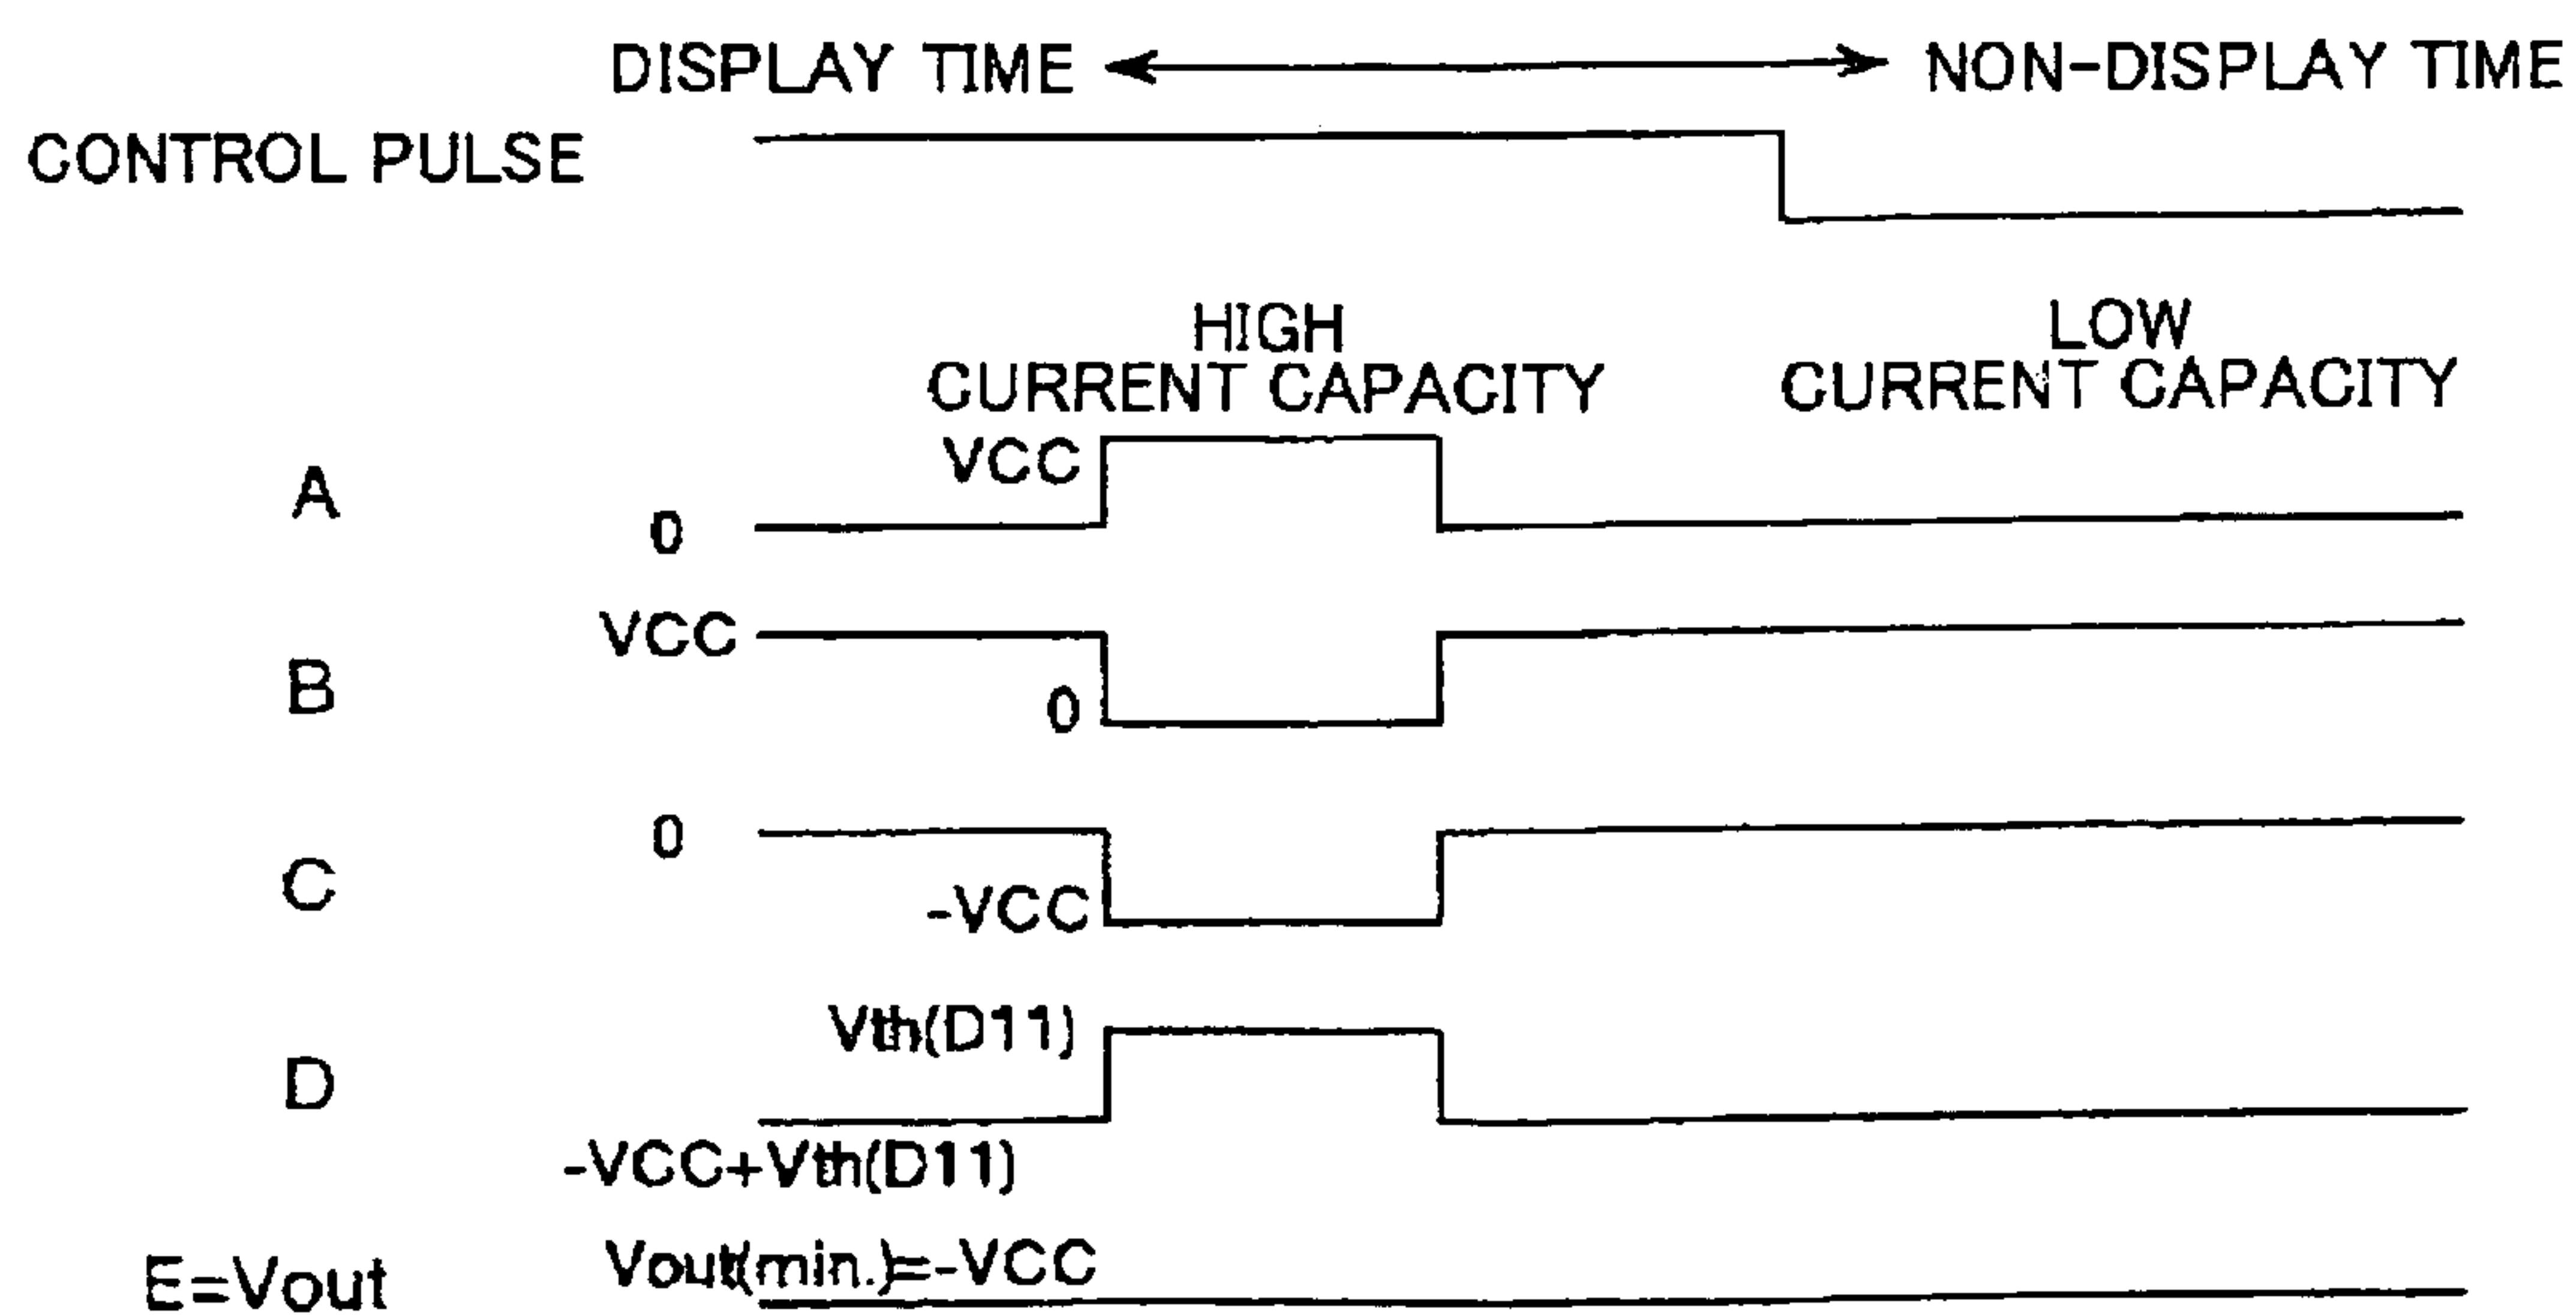 DISPLAY TIME NON-DISPLAY TIME
CONTROL PULSE
HIGH
CURRENT CAPACITY
LOW
CURRENT CAPACITY
A
VCC
0
B
VCC
0
C
0
-VCC
D
Vth(D11)
-VCC+Vth(D11)
E=Vout
Vout(min.)=-VCC